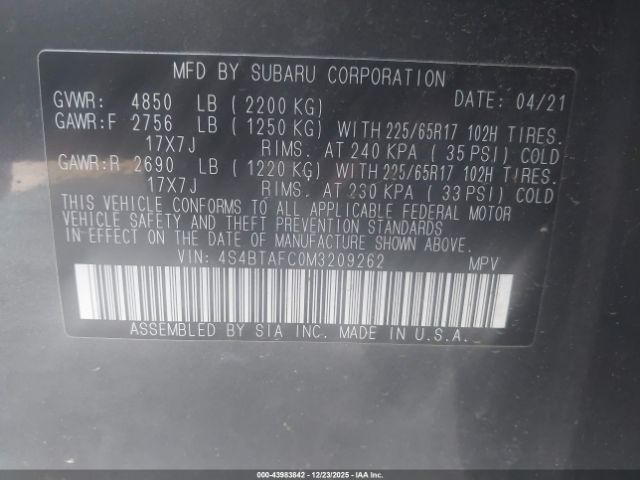 MFD BY SUBARU CORPORATION
GVWR: 4850 LB ( 2200 KG) DATE: 04/21
GAWR:F 2756 LB ( 1250 KG) WITH 225/65R17 102H TIRES.
17X7J RIMS. AT 240 KPA ( 35 PSI) COLD
GAWR:R 2690 LB ( 1220 KG) WITH 225/65R17 102H TIRES.
17X7J RIMS. AT 230 KPA ( 33 PSI) COLD
THIS VEHICLE CONFORMS TO ALL APPLICABLE FEDERAL MOTOR
VEHICLE SAFETY AND THEFT PREVENTION STANDARDS
IN EFFECT ON THE DATE OF MANUFACTURE SHOWN ABOVE.
VIN: 4S4BTAFC0M3209262 MPV
ASSEMBLED BY SIA INC. MADE IN U.S.A.
000-43983842 - 12/23/2025 - IAAI.COM